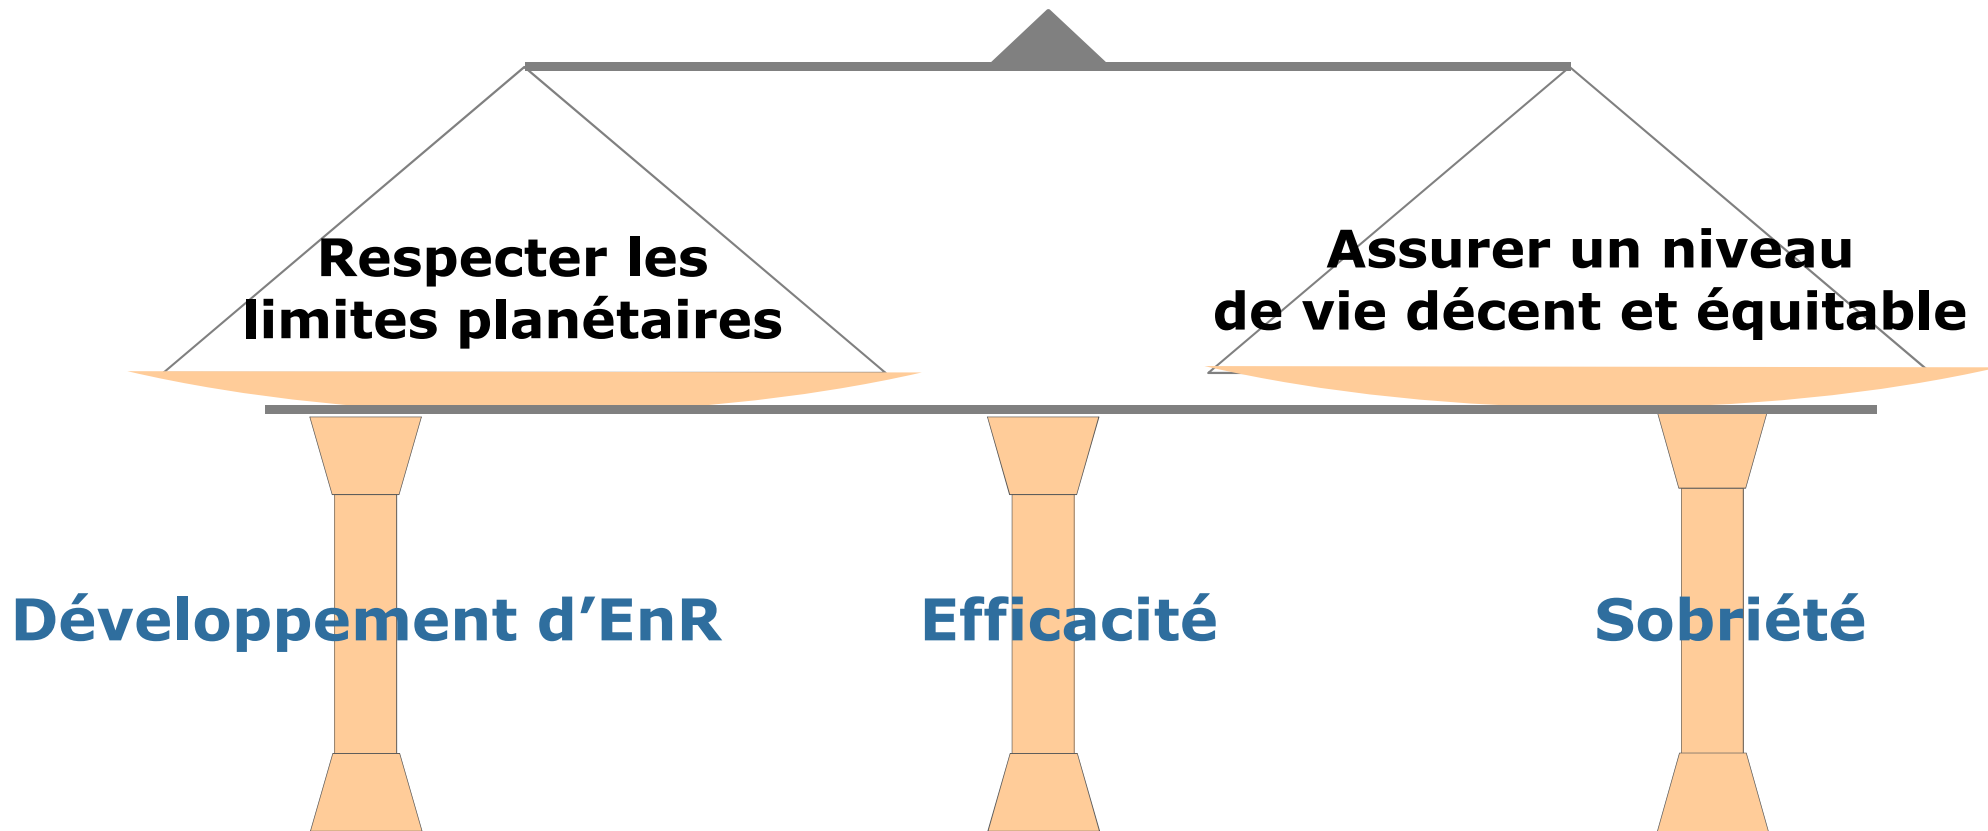 Respecter les
limites planétaires
Assurer un niveau
de vie décent et équitable
Développement d’EnR
Efficacité
Sobriété